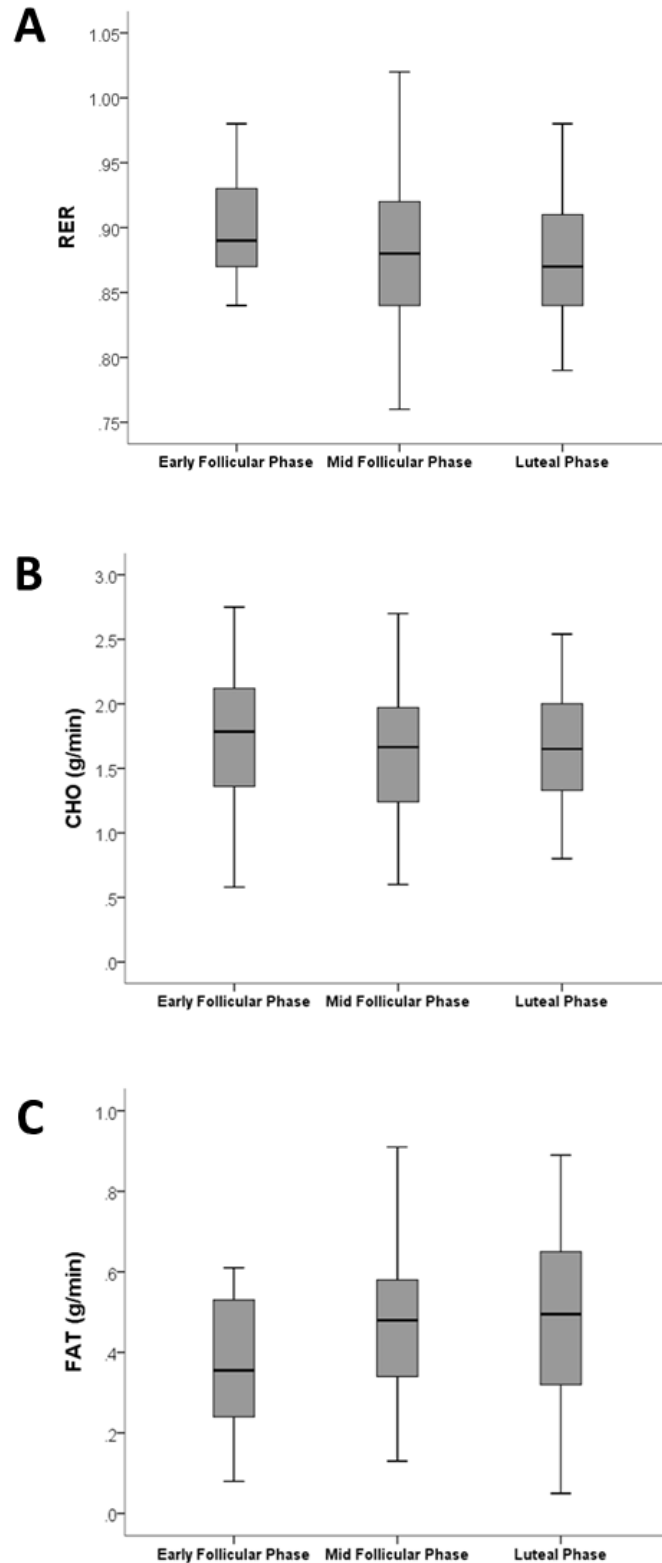 A
1.05
1.00
.95
.90
.85
.80
.75
RER
Early Follicular Phase Mid Follicular Phase Luteal Phase
B
3.0
2.5
2.0
1.5
1.0
.5
.0
CHO (g/min)
Early Follicular Phase Mid Follicular Phase Luteal Phase
C
1.0
.8
.6
.4
.2
.0
FAT (g/min)
Early Follicular Phase Mid Follicular Phase Luteal Phase